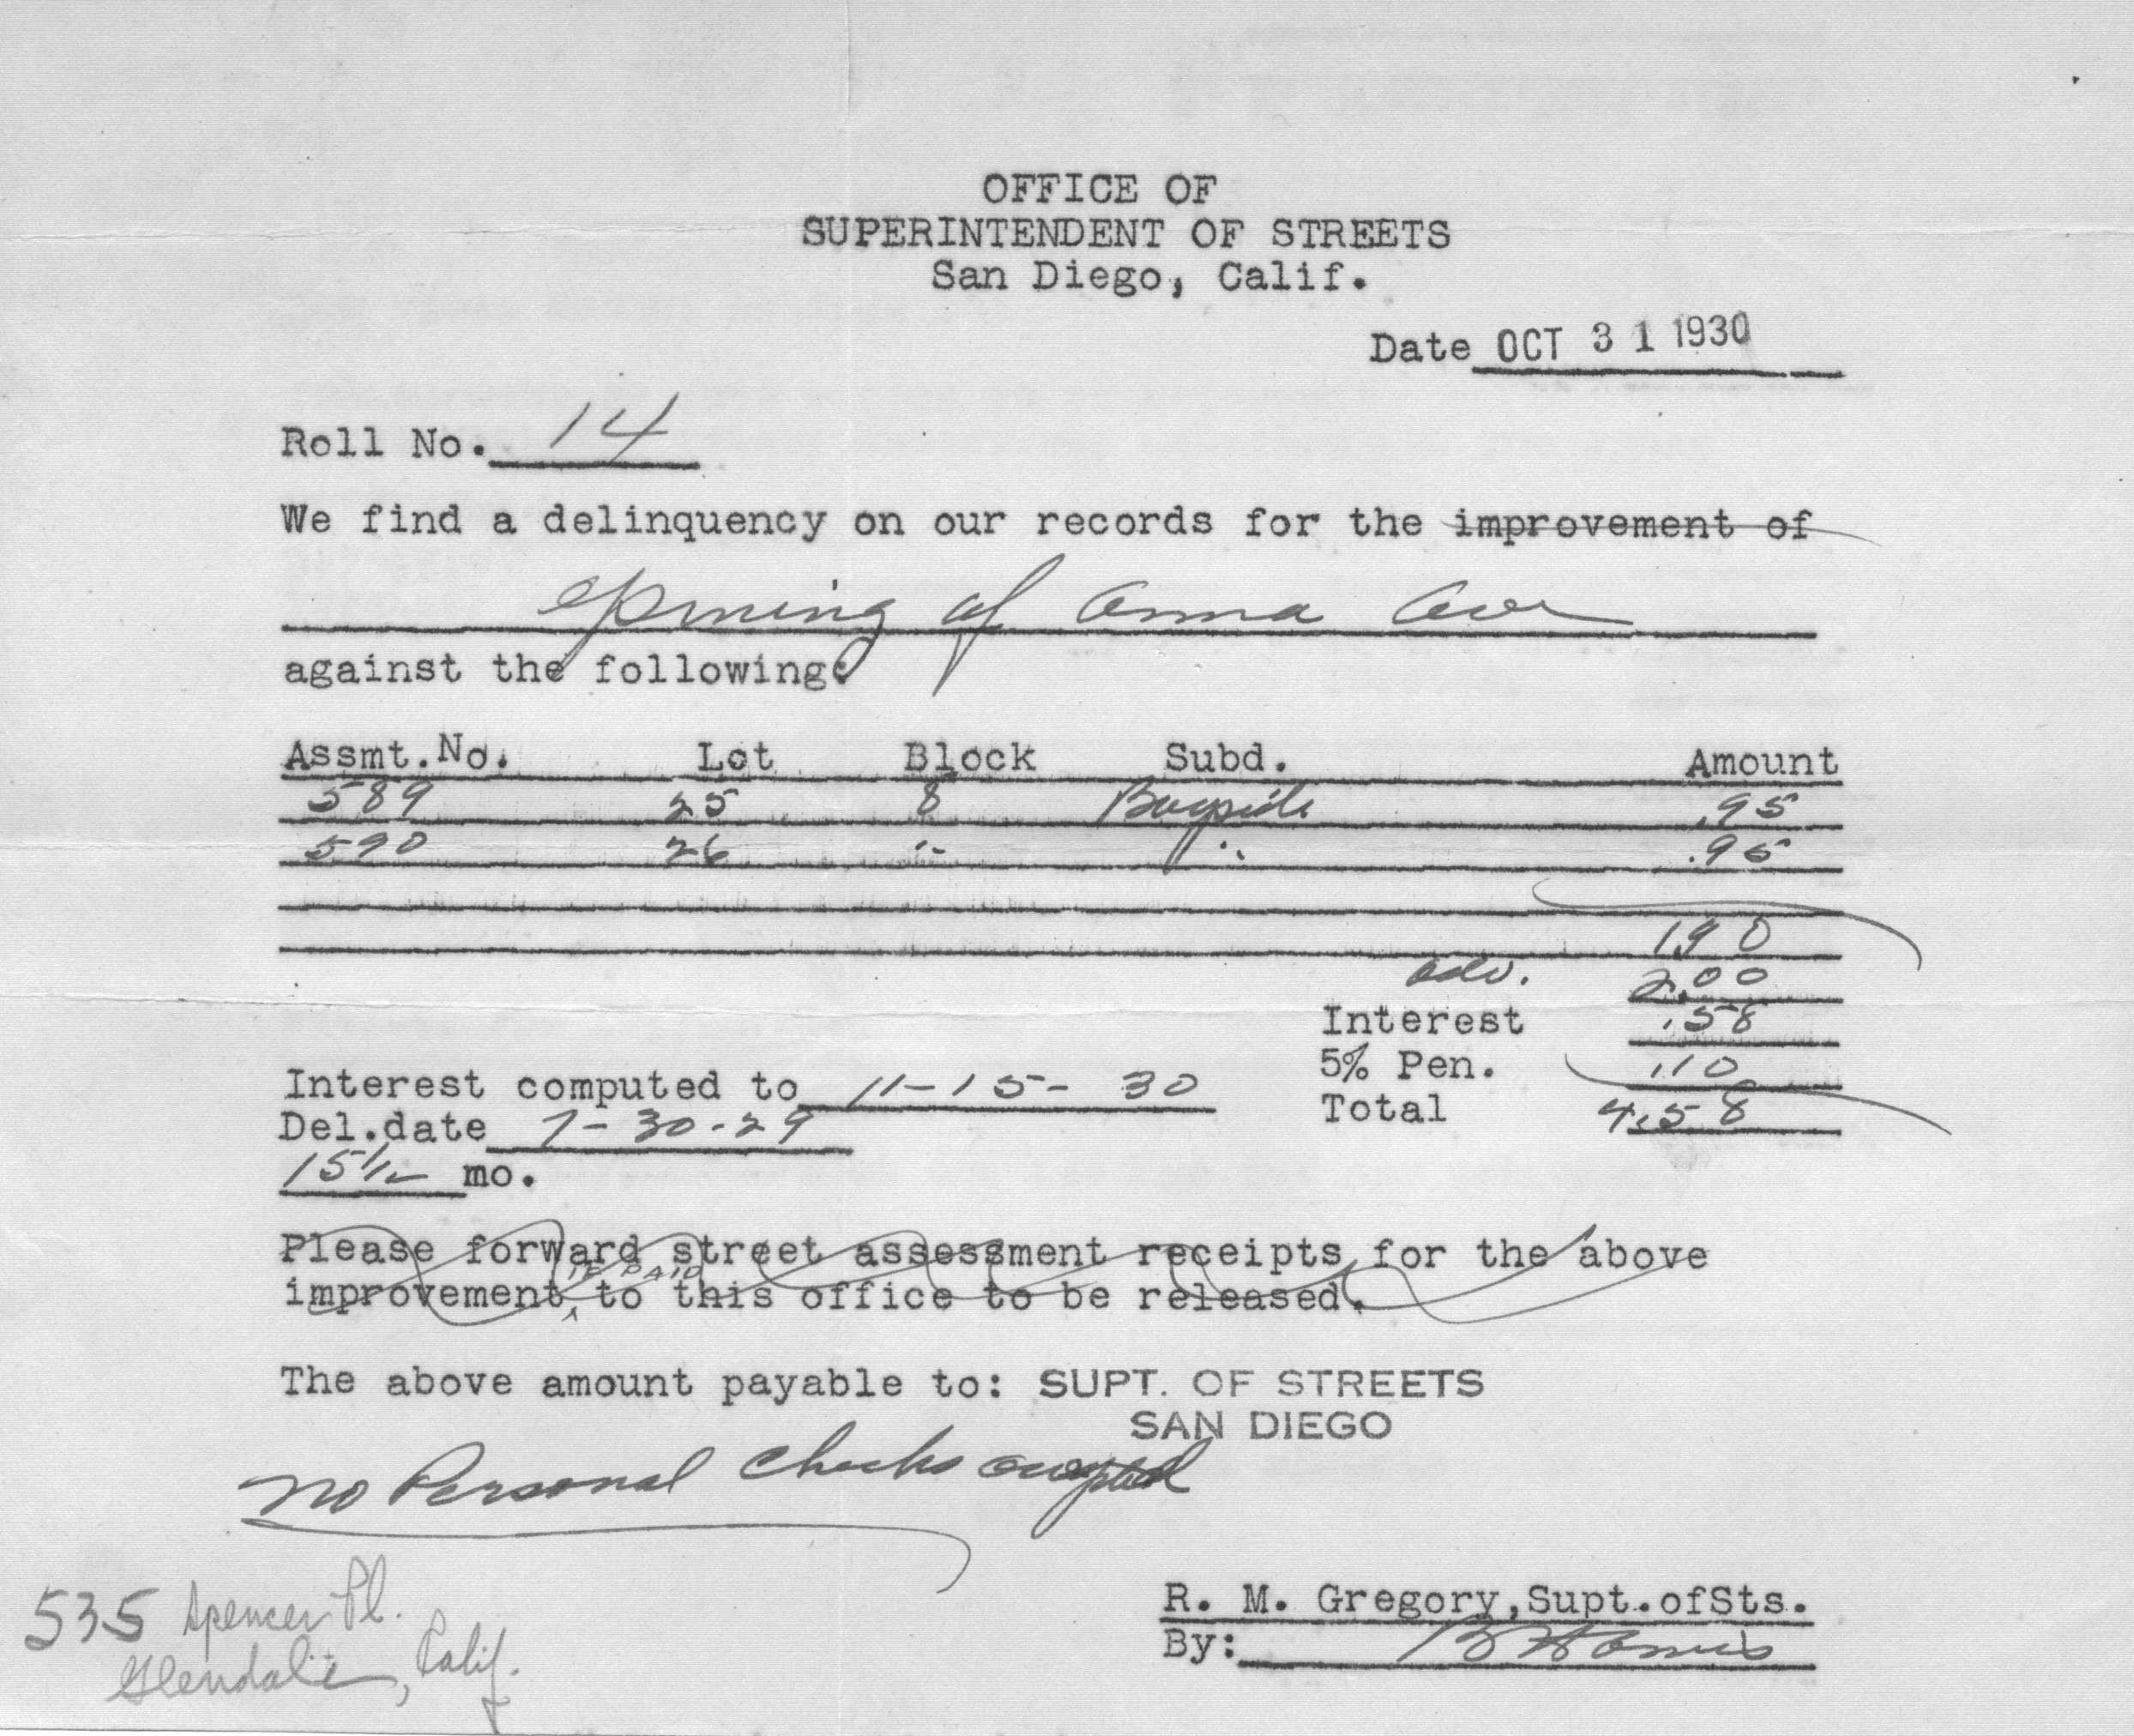 OFFICE OF
SUPERINTENDENT OF STREETS
San Diego, Calif.
Date OCT 31 1930
Roll No. 14
We find a delinquency on our records for the improvement of
opening of Anna Ave
against the following:
Assmt.No. Lot Block Subd. Amount
589 25 8 Bayside .95
590 26 " " .95
1.90
adv. 2.00
Interest .58
5% Pen. .10
Total 4.58
Interest computed to 11-15-30
Del.date 7-30-29
15 1/2 mo.
Please forward street assessment receipts for the above
IF PAID
improvement, to this office to be released.
The above amount payable to: SUPT. OF STREETS
SAN DIEGO
No Personal Checks accepted
535 Spencer Pl.
Glendale, Calif.
R. M. Gregory,Supt.ofSts.
By: